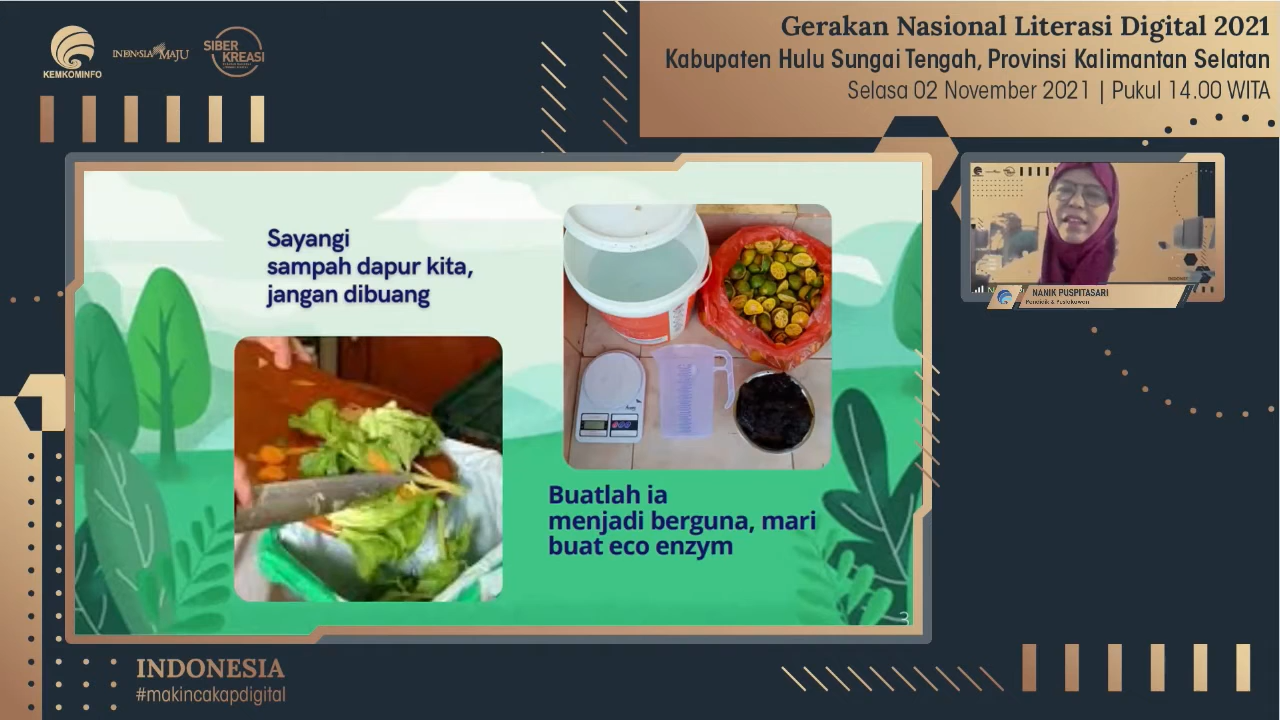 KEMKOMINFO
INDONESIA MAJU
SIBER
KREASI
Gerakan Nasional Literasi Digital 2021
Kabupaten Hulu Sungai Tengah, Provinsi Kalimantan Selatan
Selasa 02 November 2021 | Pukul 14.00 WITA
Sayangi
sampah dapur kita,
jangan dibuang
Buatlah ia
menjadi berguna, mari
buat eco enzym
3
NANIK PUSPITASARI
Pendidik & Pustakawan
INDONESIA
#makincakapdigital